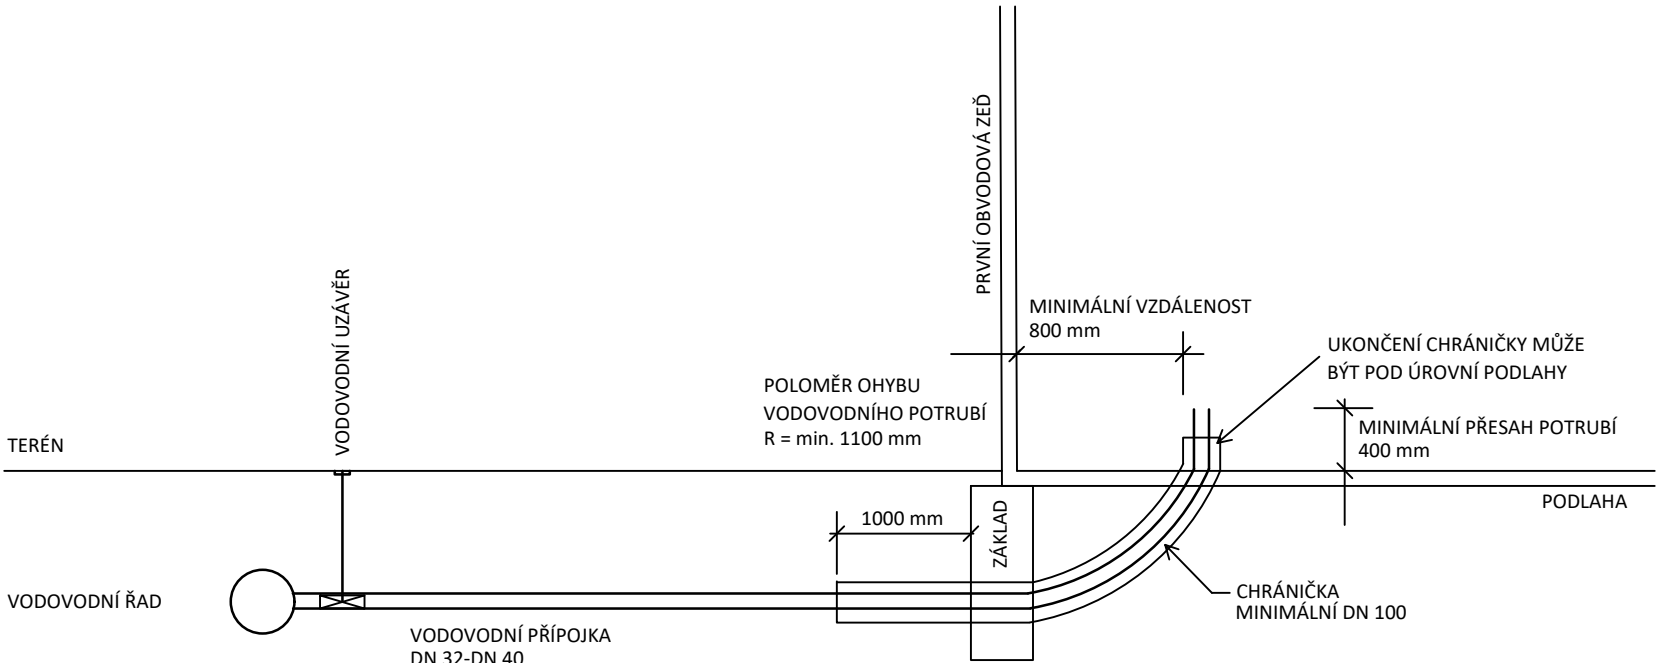 PRVNÍ OBVODOVÁ ZEĎ
VODOVODNÍ UZÁVĚR
MINIMÁLNÍ VZDÁLENOST
800 mm
UKONČENÍ CHRÁNIČKY MŮŽE
BÝT POD ÚROVNÍ PODLAHY
POLOMĚR OHYBU
VODOVODNÍHO POTRUBÍ
R = min. 1100 mm
MINIMÁLNÍ PŘESAH POTRUBÍ
400 mm
TERÉN
PODLAHA
1000 mm
ZÁKLAD
VODOVODNÍ ŘAD
CHRÁNIČKA
MINIMÁLNÍ DN 100
VODOVODNÍ PŘÍPOJKA
DN 32-DN 40